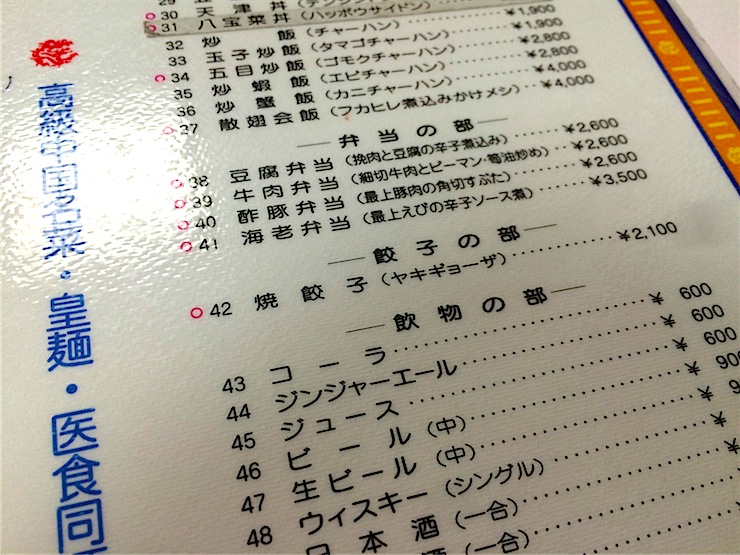 30 天津丼
○31 八宝菜丼(ハッポウサイドン)
32 炒飯(チャーハン) ¥1,900
33 玉子炒飯(タマゴチャーハン) ¥1,900
○34 五目炒飯(ゴモクチャーハン) ¥2,800
35 炒蝦飯(エビチャーハン) ¥2,800
36 炒蟹飯(カニチャーハン) ¥4,000
○37 散翅会飯(フカヒレ煮込みかけメシ) ¥4,000
弁当の部
○38 豆腐弁当(挽肉と豆腐の辛子煮込み)······¥2,600
○39 牛肉弁当(細切牛肉とピーマン・筍油炒め)··¥2,600
○40 酢豚弁当(最上豚肉の角切すぶた)········¥2,600
○41 海老弁当(最上えびの辛子ソース煮)······¥3,500
餃子の部
○42 焼餃子(ヤキギョーザ)············¥2,100
飲物の部
43 コーラ························¥ 600
44 ジンジャーエール··················¥ 600
45 ジュース························¥ 600
46 ビール(中)····················¥ 90
47 生ビール(中)··················¥ 9
48 ウィスキー(シングル)············¥
日本酒(一合)··················¥
酒(一合)
高級中国名菜・皇麺・医食同